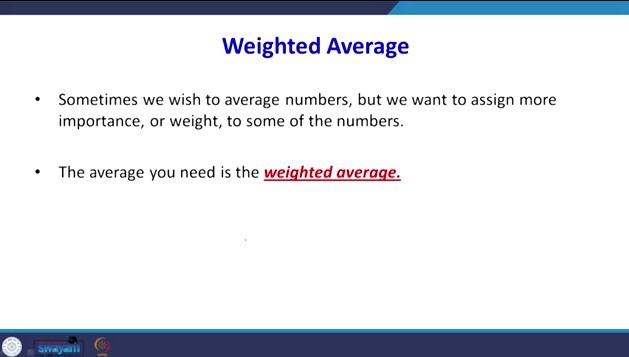 Weighted Average
• Sometimes we wish to average numbers, but we want to assign more
importance, or weight, to some of the numbers.
• The average you need is the weighted average.
swayam